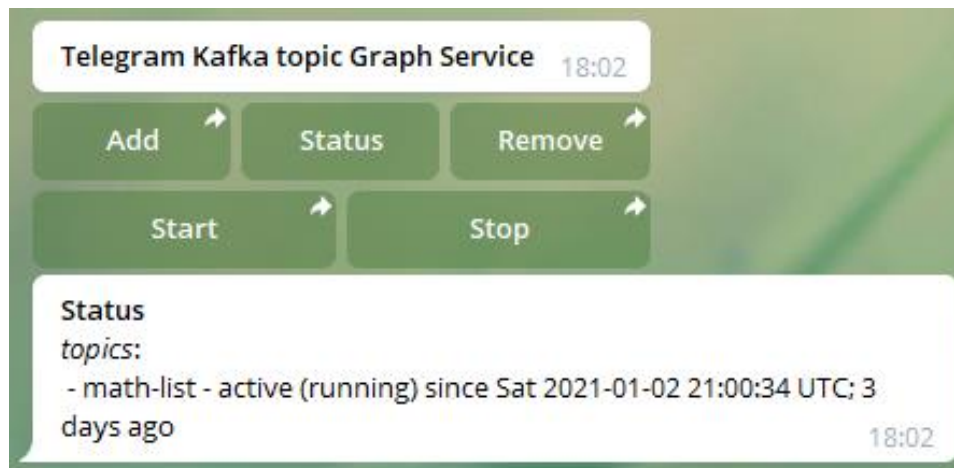 Telegram Kafka topic Graph Service 18:02
Add Status Remove
Start Stop
Status
topics:
- math-list - active (running) since Sat 2021-01-02 21:00:34 UTC; 3
days ago
18:02